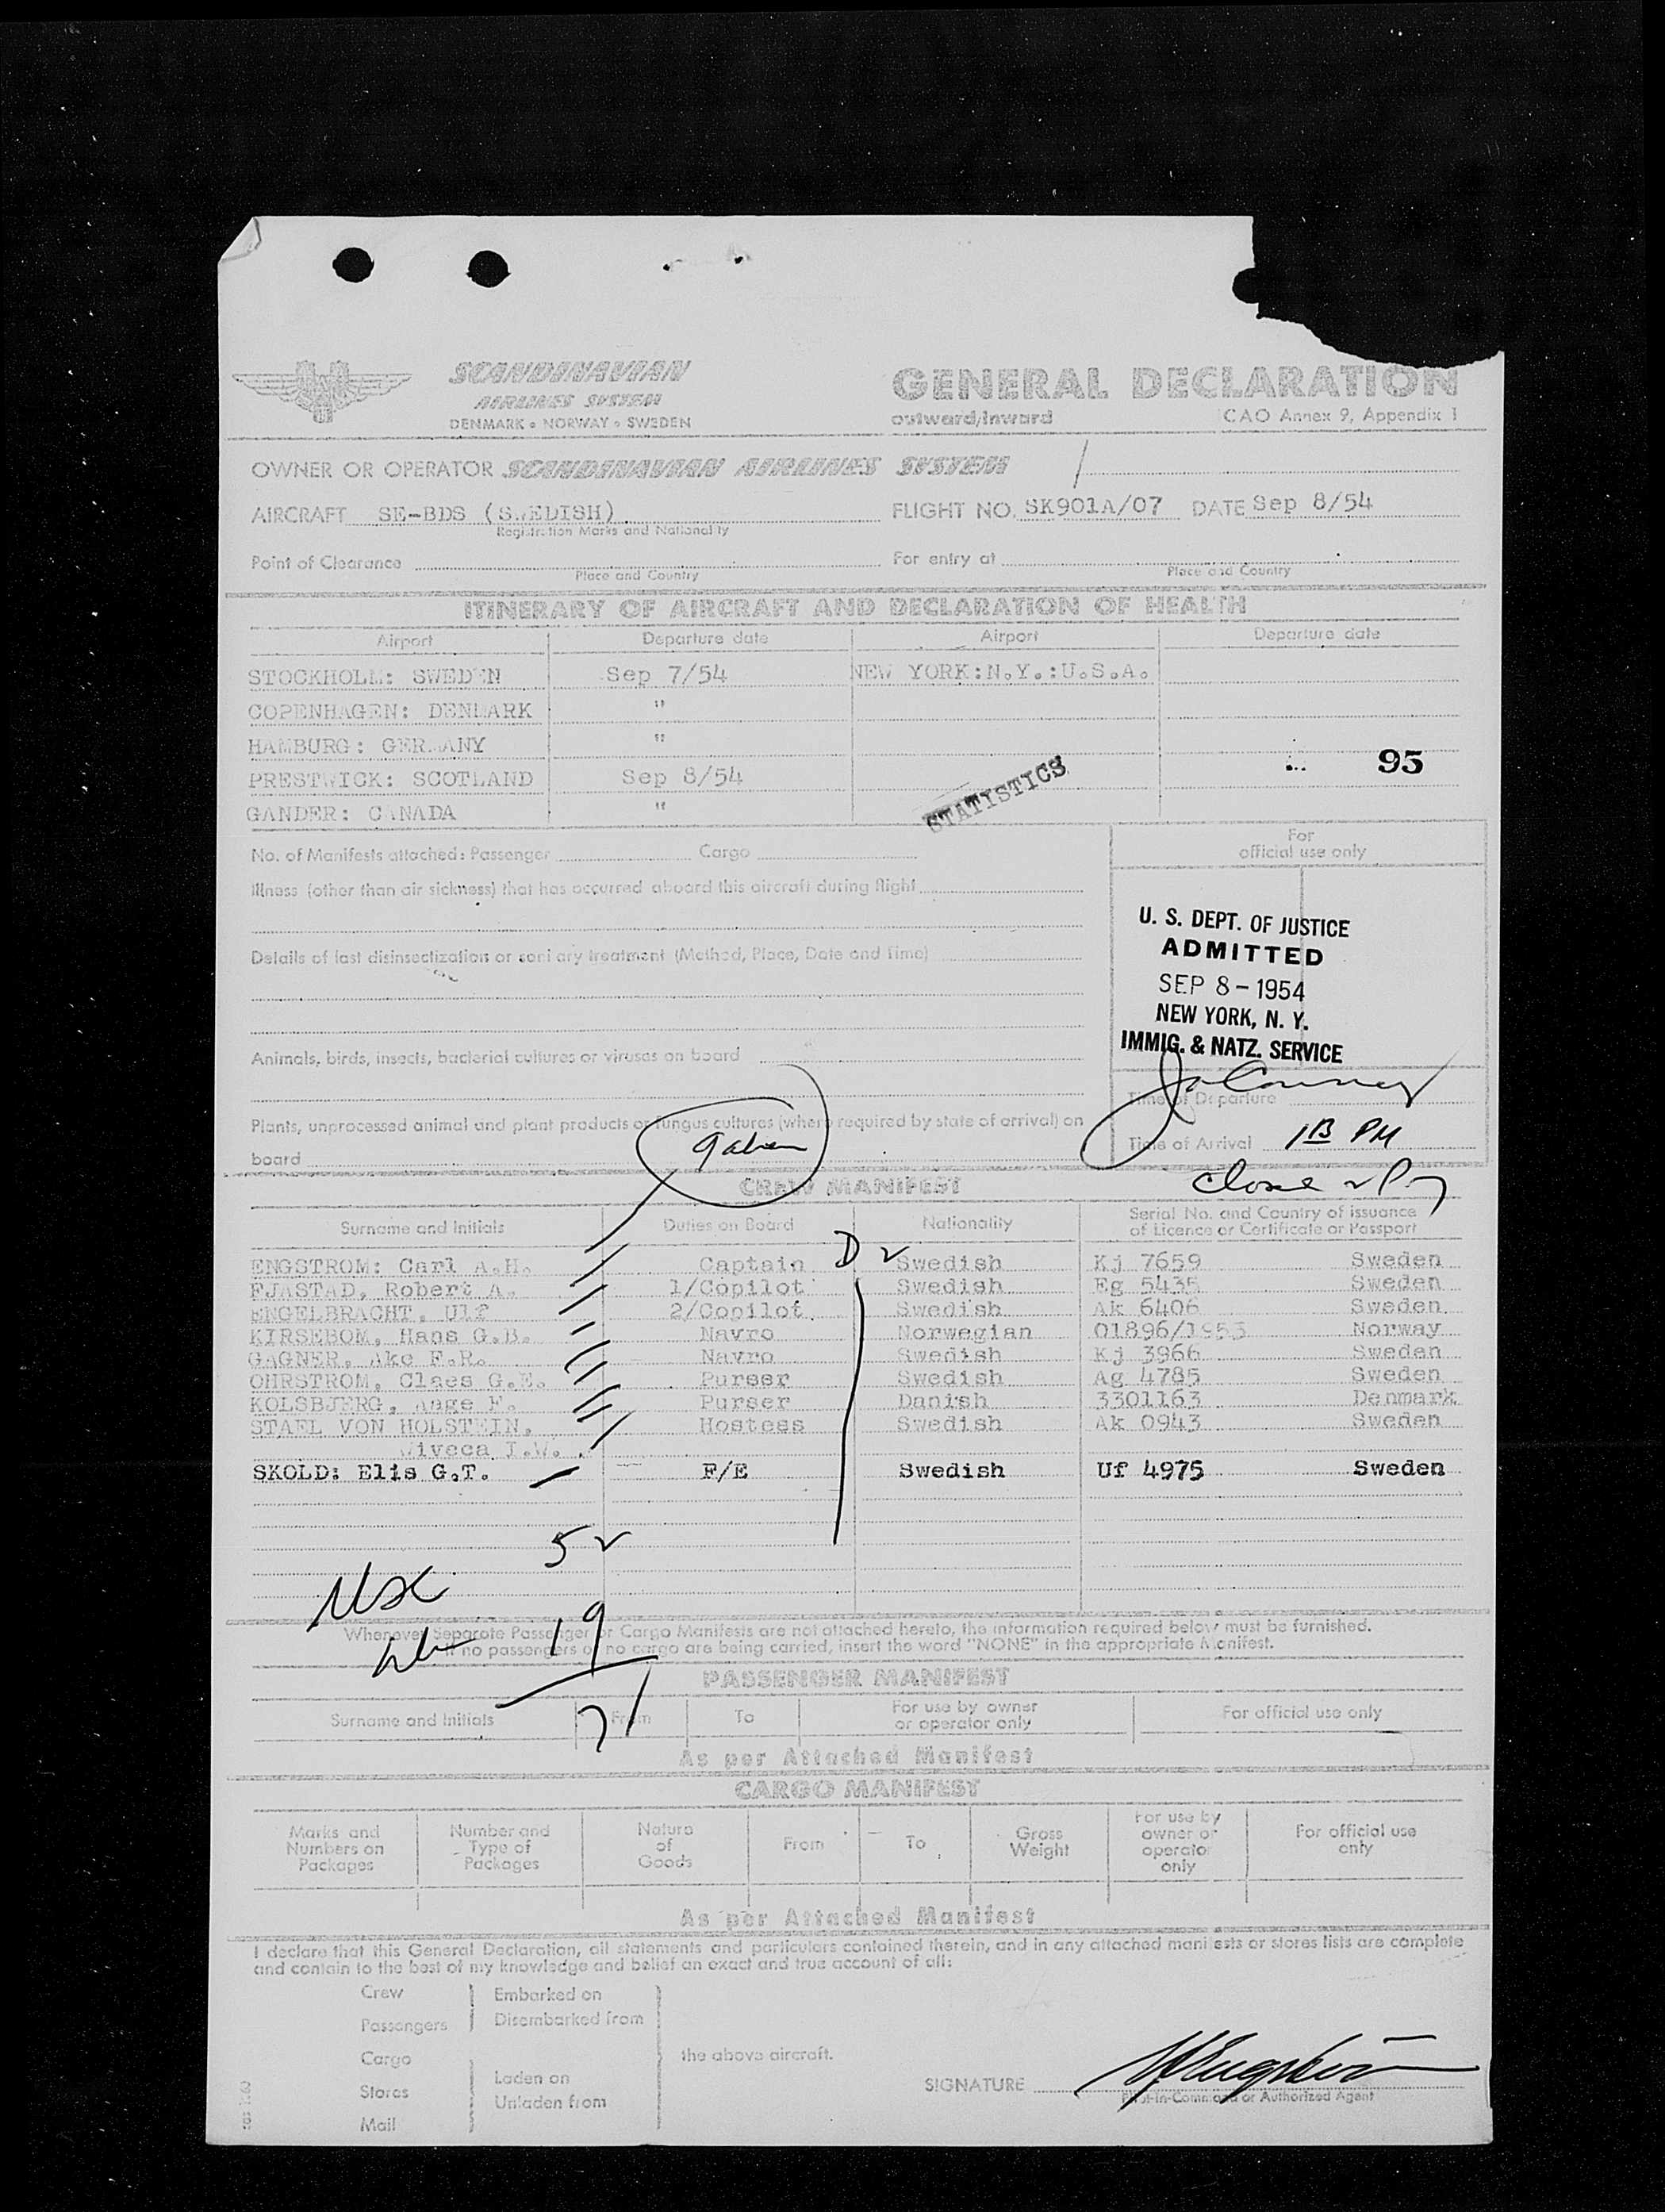 SCANDINAVIAN
AIRLINES SYSTEM
DENMARK • NORWAY • SWEDEN
GENERAL DECLARATION
outward/inward
ICAO Annex 9, Appendix 1
OWNER OR OPERATOR SCANDINAVIAN AIRLINES SYSTEM
AIRCRAFT SE-BDS (SWEDISH) FLIGHT NO. SK901A/07 DATE Sep 8/54
Registration Marks and Nationality
Point of Clearance For entry at
Place and Country Place and Country
ITINERARY OF AIRCRAFT AND DECLARATION OF HEALTH
Airport Departure date Airport Departure date
STOCKHOLM: SWEDEN Sep 7/54 NEW YORK:N.Y.:U.S.A.
COPENHAGEN: DENMARK "
HAMBURG: GERMANY "
95
PRESTWICK: SCOTLAND Sep 8/54
STATISTICS
GANDER: CANADA "
No. of Manifests attached: Passenger Cargo
For
official use only
Illness (other than air sickness) that has occurred aboard this aircraft during flight
U. S. DEPT. OF JUSTICE
ADMITTED
SEP 8 - 1954
NEW YORK, N. Y.
IMMIG. & NATZ. SERVICE
Details of last disinsectization or sanitary treatment (Method, Place, Date and Time)
Animals, birds, insects, bacterial cultures or viruses on board
Time of Departure
Plants, unprocessed animal and plant products or fungus cultures (where required by state of arrival) on
board
Time of Arrival 1 13 PM
Close
CREW MANIFEST
Surname and Initials Duties on Board Nationality Serial No. and Country of issuance
of Licence or Certificate or Passport
ENGSTROM: Carl A.H. Captain D Swedish Kj 7659 Sweden
FJASTAD, Robert A. 1/Copilot Swedish Eg 5435 Sweden
ENGELBRACHT, Ulf 2/Copilot Swedish Ak 6406 Sweden
KIRSEBOM, Hans G.B. Navro Norwegian 01896/1953 Norway
GAGNER, Ake F.R. Navro Swedish Kj 3966 Sweden
OHRSTROM, Claes G.E. Purser Swedish Ag 4785 Sweden
KOLSBJERG, Aage F. Purser Danish 3301163 Denmark
STAEL VON HOLSTEIN, Hostess Swedish Ak 0943 Sweden
Wiveca J.W.
SKOLD: Elis G.T. F/E Swedish Uf 4975 Sweden
52
19
71
Whenever Separate Passenger or Cargo Manifests are not attached hereto, the information required below must be furnished.
If no passengers or no cargo are being carried, insert the word "NONE" in the appropriate Manifest.
PASSENGER MANIFEST
Surname and Initials From To For use by owner
or operator only For official use only
As per Attached Manifest
CARGO MANIFEST
Marks and
Numbers on
Packages
Number and
Type of
Packages
Nature
of
Goods
From
To
Gross
Weight
For use by
owner or
operator
only
For official use
only
As per Attached Manifest
I declare that this General Declaration, all statements and particulars contained therein, and in any attached manifests or stores lists are complete
and contain to the best of my knowledge and belief an exact and true account of all:
Crew
Passengers
Embarked on
Disembarked from
Cargo
Stores
Mail
Laden on
Unladen from
the above aircraft.
SIGNATURE
Pilot-in-Command or Authorized Agent